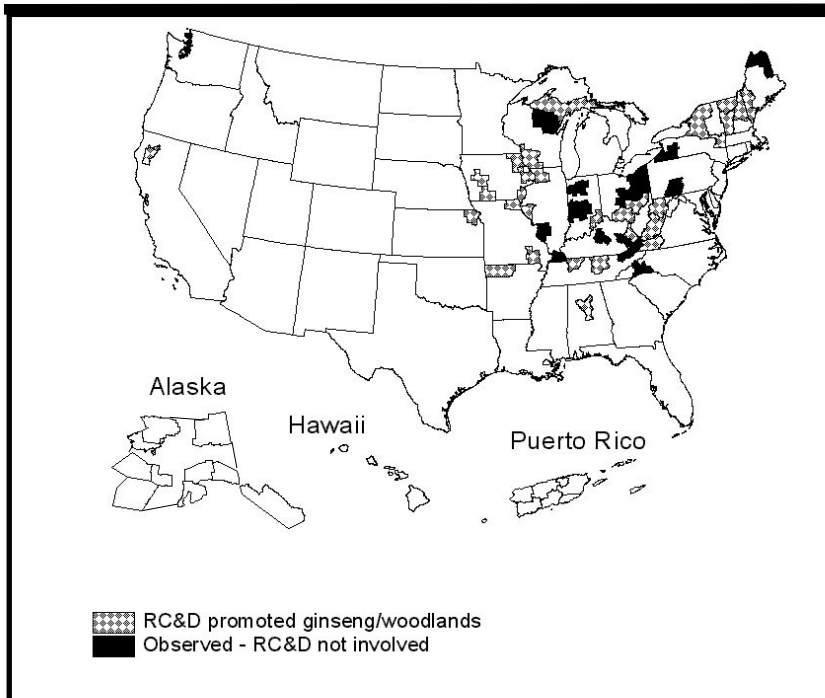 Alaska
Hawaii
Puerto Rico
RC&D promoted ginseng/woodlands
Observed - RC&D not involved